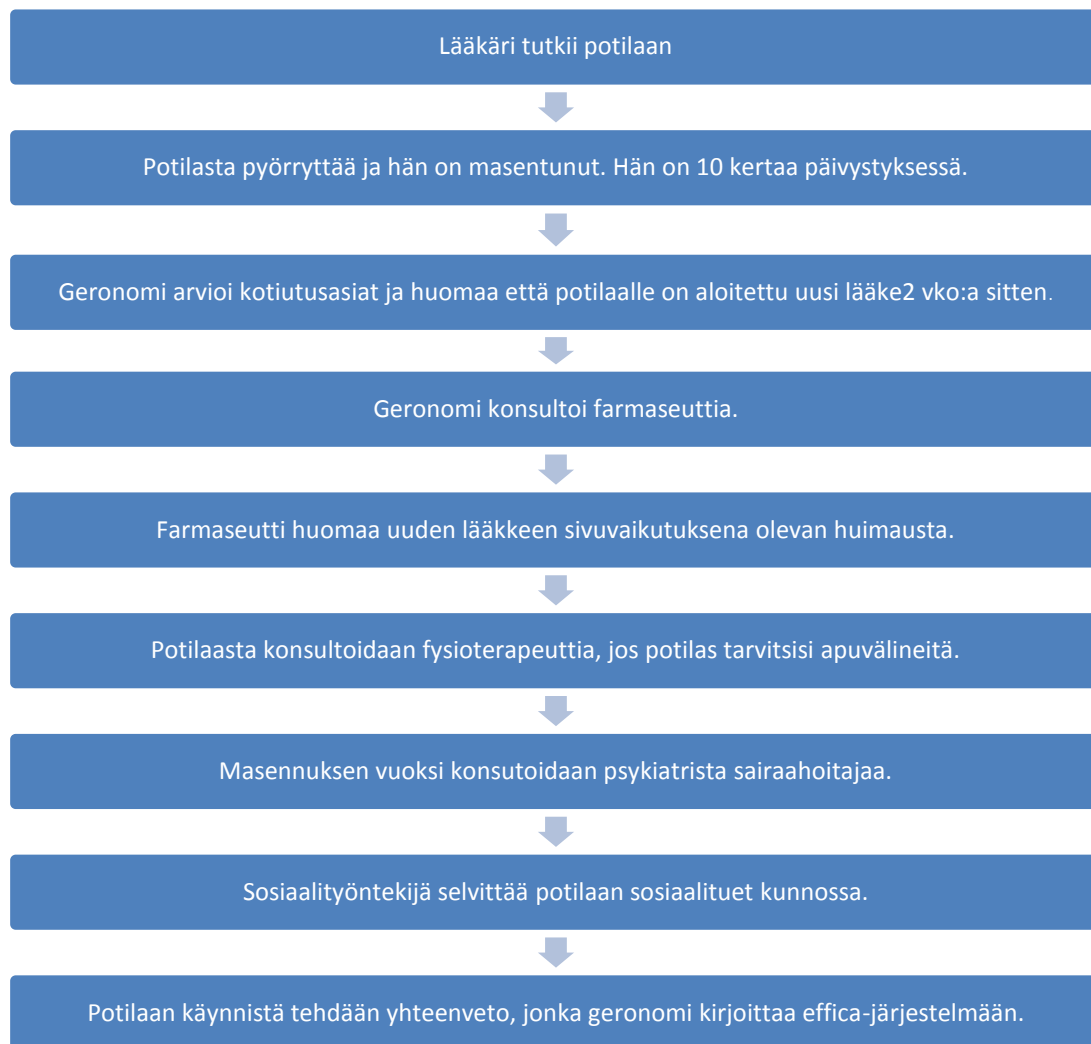 Lääkäri tutkii potilaan
Potilasta pyörryttää ja hän on masentunut. Hän on 10 kertaa päivystyksessä.
Geronomi arvioi kotiutusasiat ja huomaa että potilaalle on aloitettu uusi lääke2 vko:a sitten.
Geronomi konsultoi farmaseuttia.
Farmaseutti huomaa uuden lääkkeen sivuvaikutuksena olevan huimausta.
Potilaasta konsultoidaan fysioterapeuttia, jos potilas tarvitsisi apuvälineitä.
Masennuksen vuoksi konsutoidaan psykiatrista sairaahoitajaa.
Sosiaalityöntekijä selvittää potilaan sosiaalituet kunnossa.
Potilaan käynnistä tehdään yhteenveto, jonka geronomi kirjoittaa effica-järjestelmään.